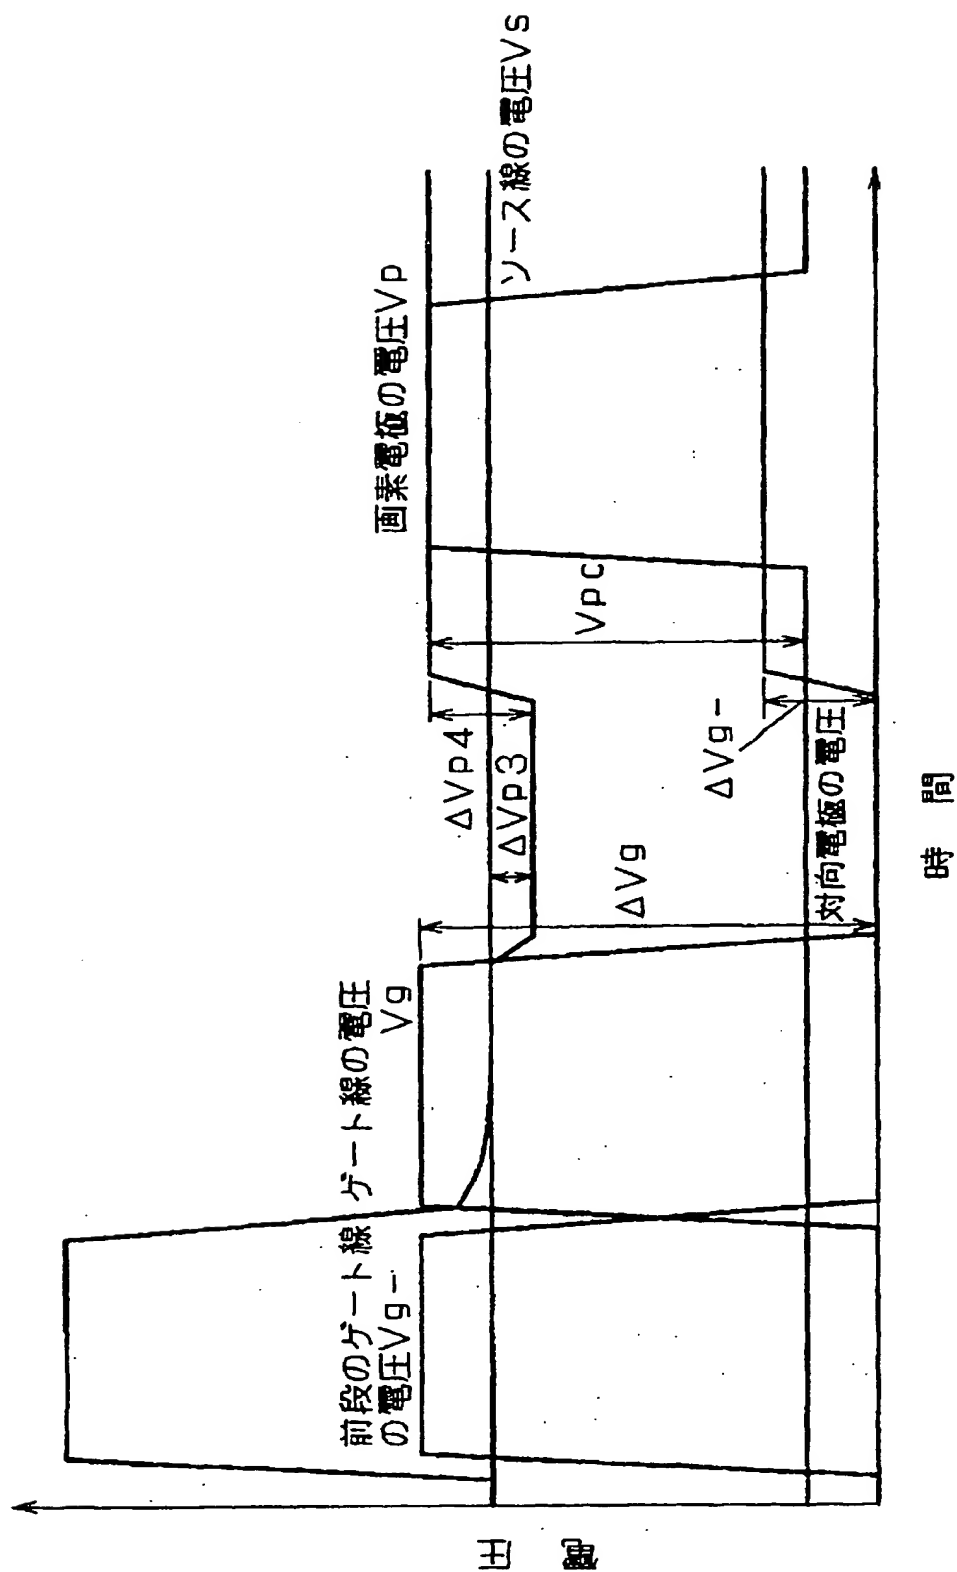 前段のゲート線
の電圧Vg-
ゲート線の電圧
Vg
画素電極の電圧Vp
ソース線の電圧Vs
ΔVp4
ΔVp3
Vpc
ΔVg
ΔVg-
対向電極の電圧
電圧
時間